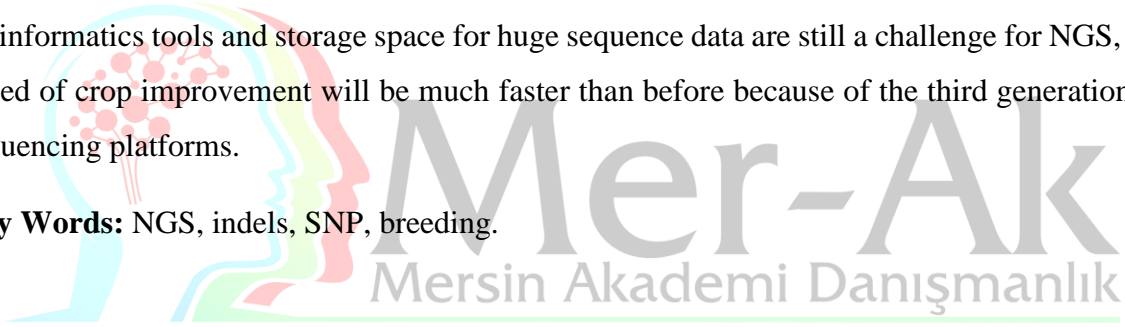 informatics tools and storage space for huge sequence data are still a challenge for NGS,
ed of crop improvement will be much faster than before because of the third generation
uencing platforms.
y Words: NGS, indels, SNP, breeding.
Mer-Ak
Mersin Akademi Danışmanlık